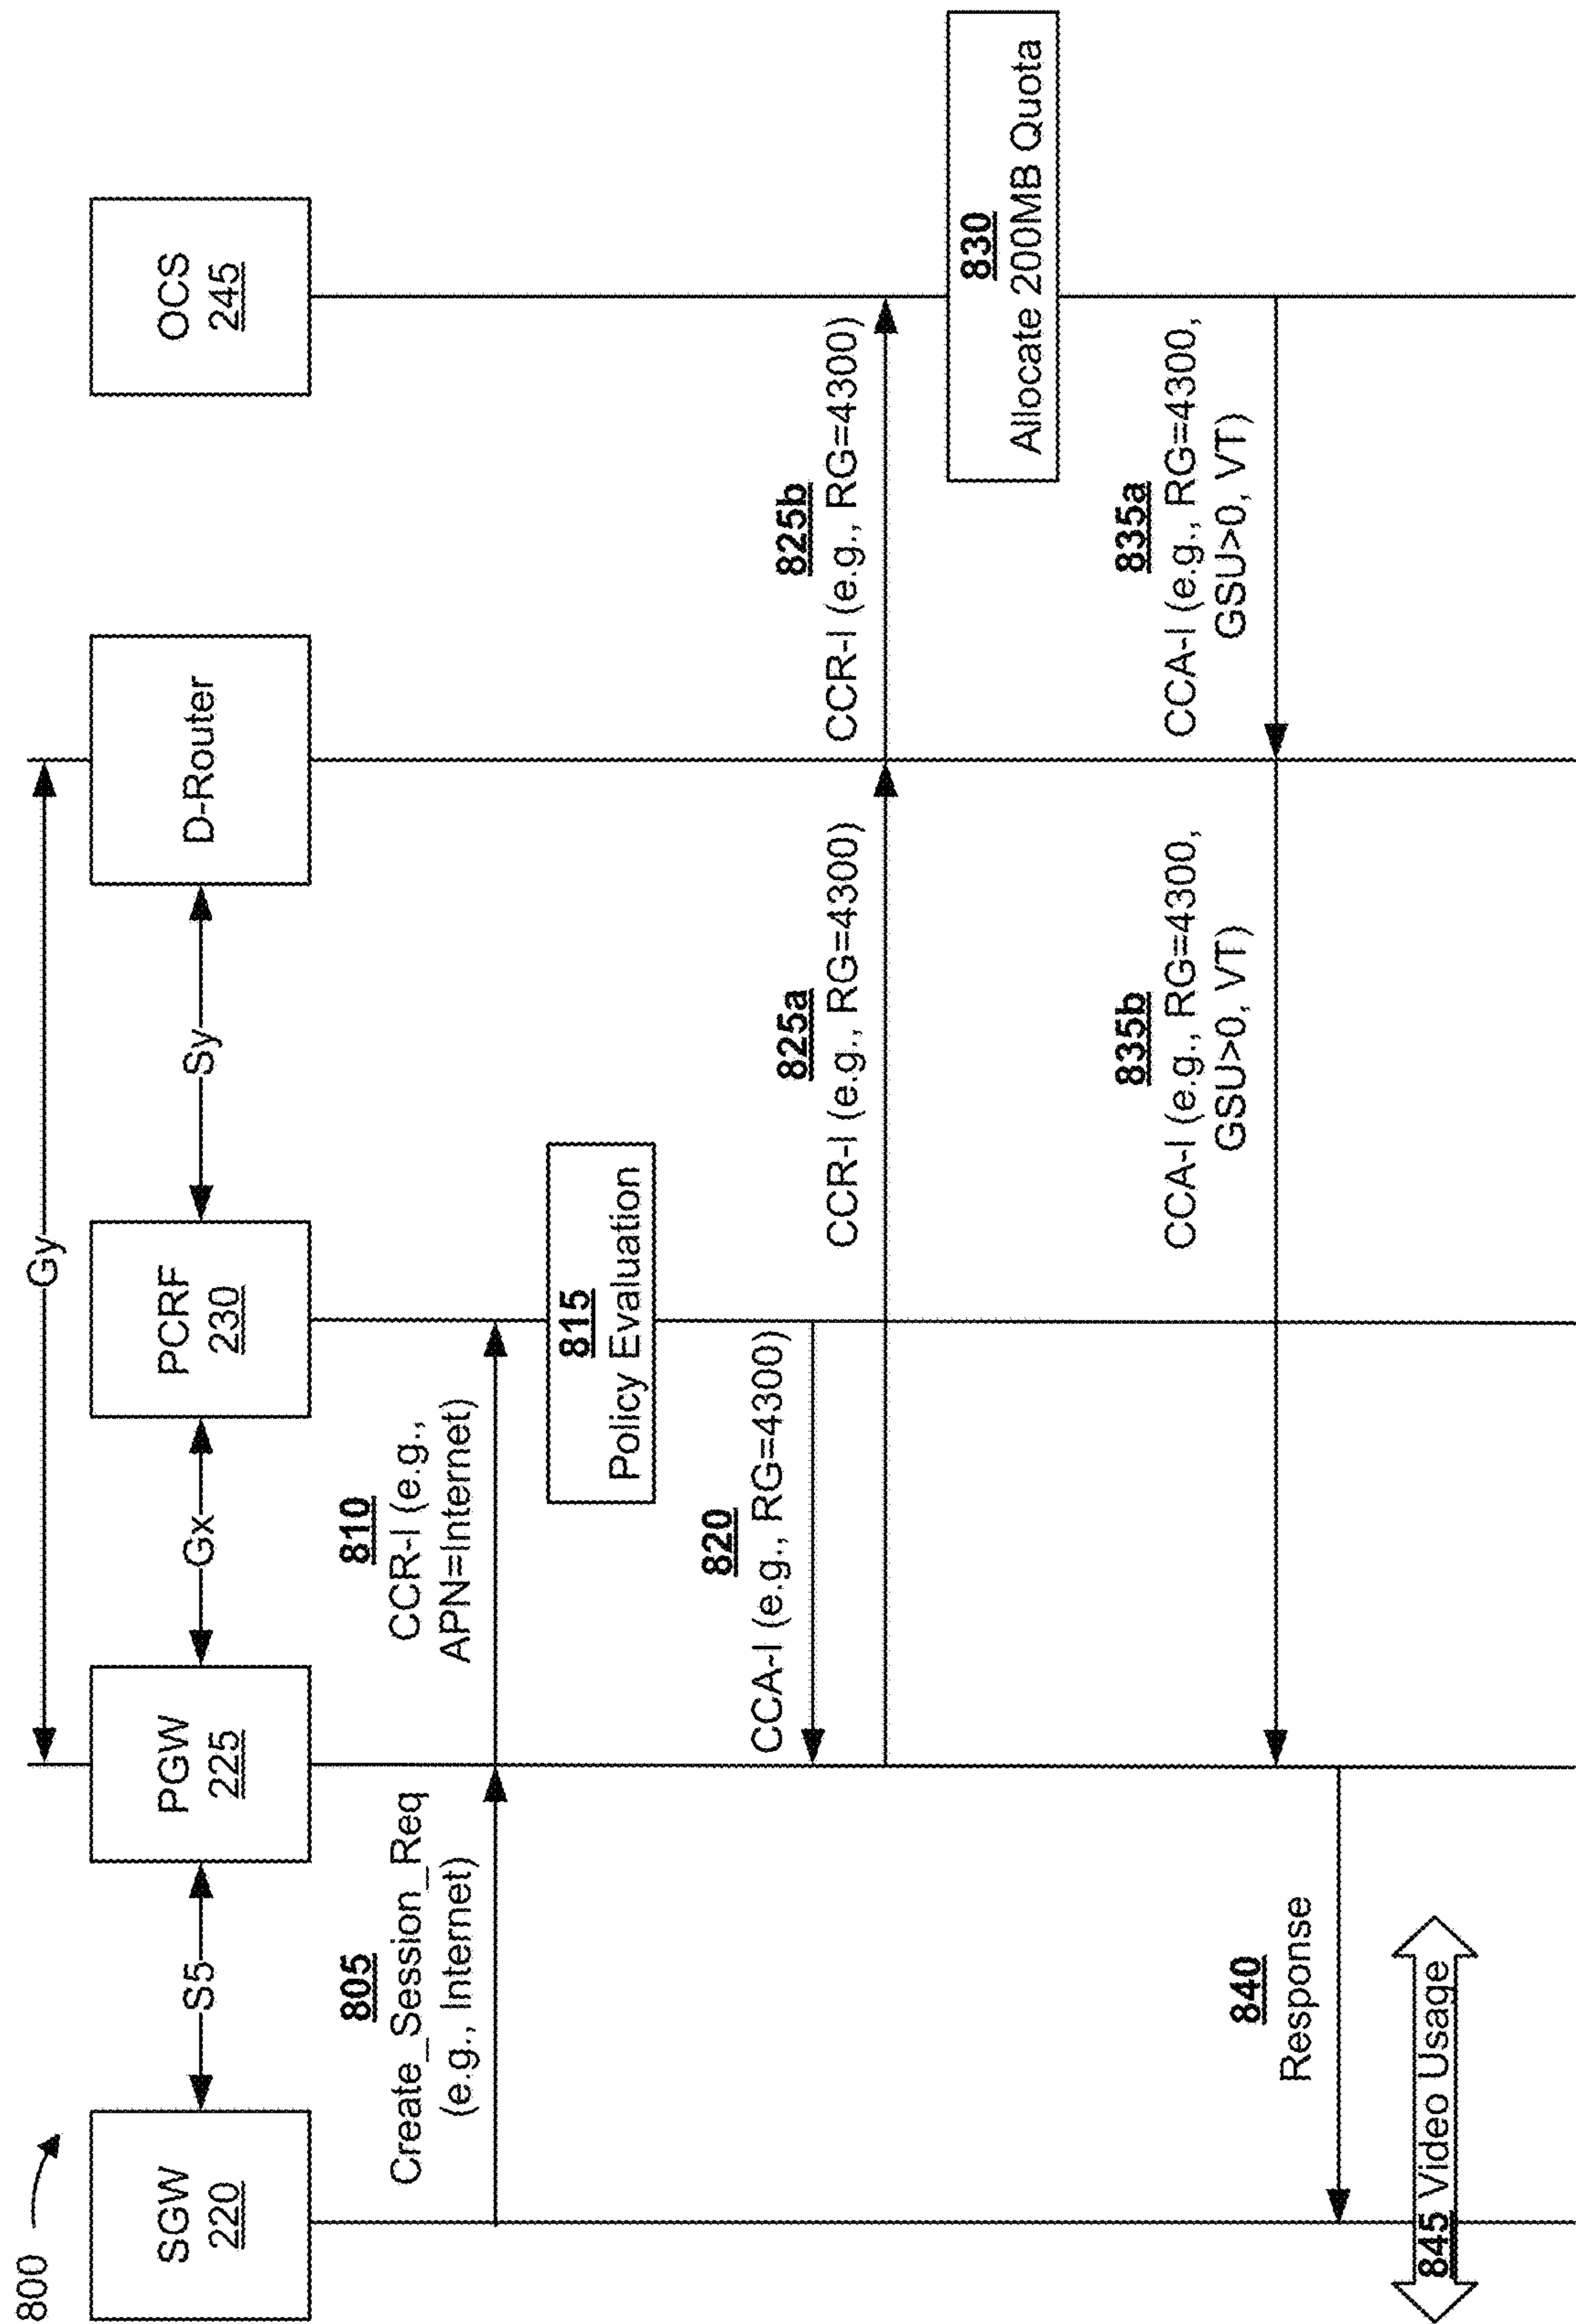 800
Gy
SGW
220
S5
PGW
225
Gx
PCRF
230
Sy
D-Router
OCS
245
805
Create_Session_Req
(e.g., Internet)
810
CCR-I (e.g.,
APN=Internet)
815
Policy Evaluation
820
CCA-I (e.g., RG=4300)
825a
CCR-I (e.g., RG=4300)
825b
CCR-I (e.g., RG=4300)
830
Allocate 200MB Quota
835a
CCA-I (e.g., RG=4300,
GSU>0, VT)
835b
CCA-I (e.g., RG=4300,
GSU>0, VT)
840
Response
845 Video Usage